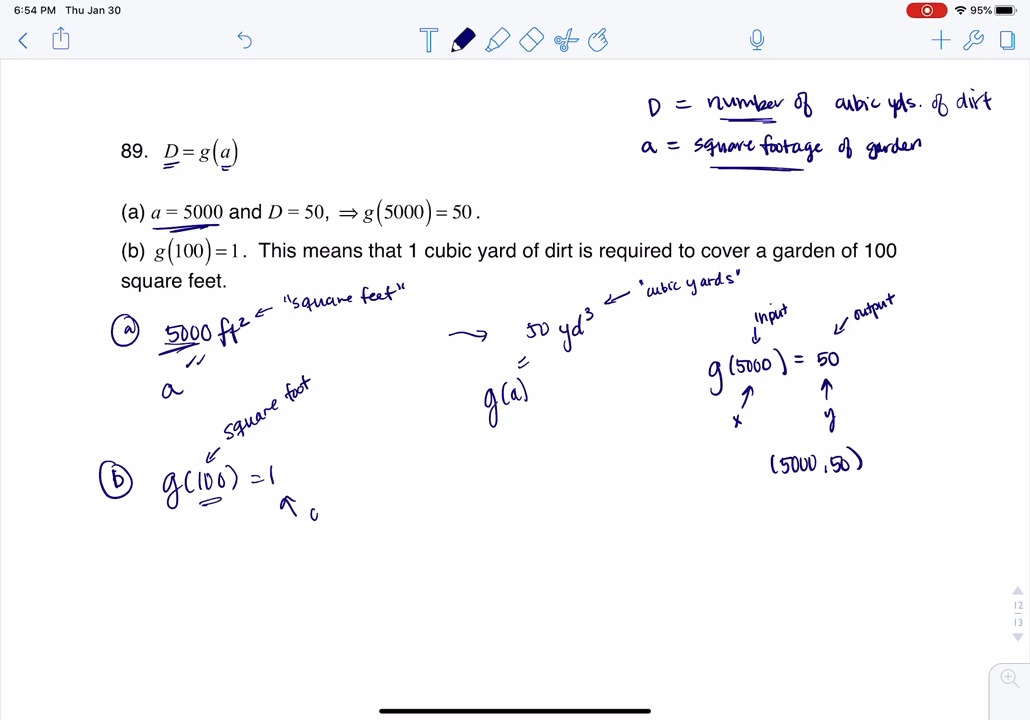 6:54 PM Thu Jan 30
95%
D = number of cubic yds. of dirt
a = square footage of garden
89. D = g(a)
(a) a = 5000 and D = 50, ⇒ g(5000) = 50.
(b) g(100) = 1. This means that 1 cubic yard of dirt is required to cover a garden of 100
square feet.
(a) 5000 ft² ← "square feet" → 50 yd³ ← "cubic yards"
a
=
g(a)
input
output
g(5000) = 50
x
y
(5000, 50)
square foot
(b) g(100) = 1
c
12
13